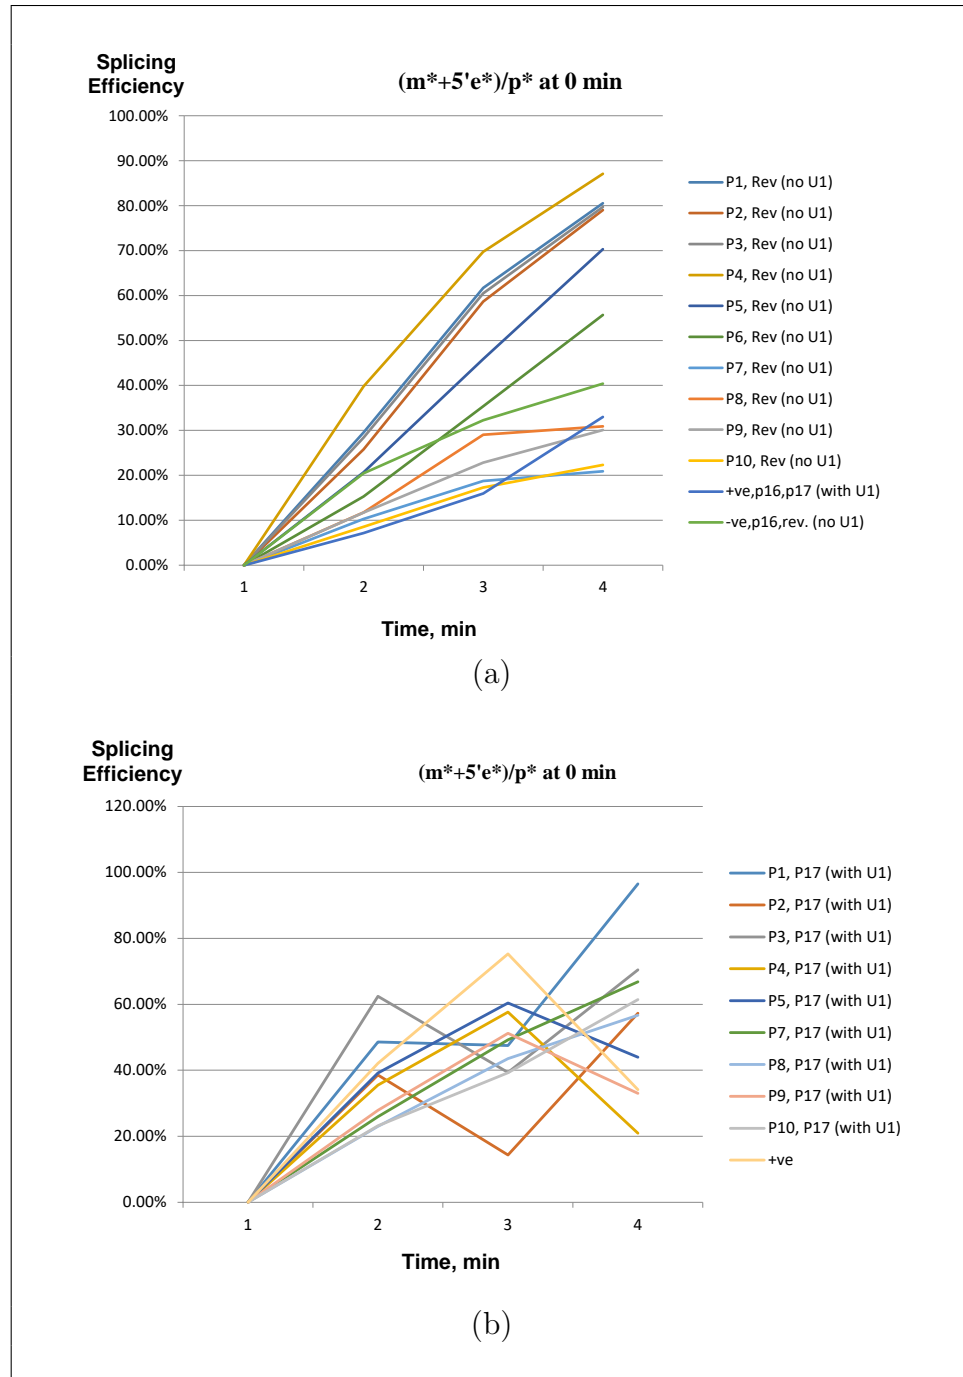 Splicing
Efficiency
(m*+5'e*)/p* at 0 min
100.00%
90.00%
80.00%
70.00%
60.00%
50.00%
40.00%
30.00%
20.00%
10.00%
0.00%
1 2 3 4
Time, min
P1, Rev (no U1)
P2, Rev (no U1)
P3, Rev (no U1)
P4, Rev (no U1)
P5, Rev (no U1)
P6, Rev (no U1)
P7, Rev (no U1)
P8, Rev (no U1)
P9, Rev (no U1)
P10, Rev (no U1)
+ve,p16,p17 (with U1)
-ve,p16,rev. (no U1)
(a)
Splicing
Efficiency
(m*+5'e*)/p* at 0 min
120.00%
100.00%
80.00%
60.00%
40.00%
20.00%
0.00%
1 2 3 4
Time, min
P1, P17 (with U1)
P2, P17 (with U1)
P3, P17 (with U1)
P4, P17 (with U1)
P5, P17 (with U1)
P7, P17 (with U1)
P8, P17 (with U1)
P9, P17 (with U1)
P10, P17 (with U1)
+ve
(b)